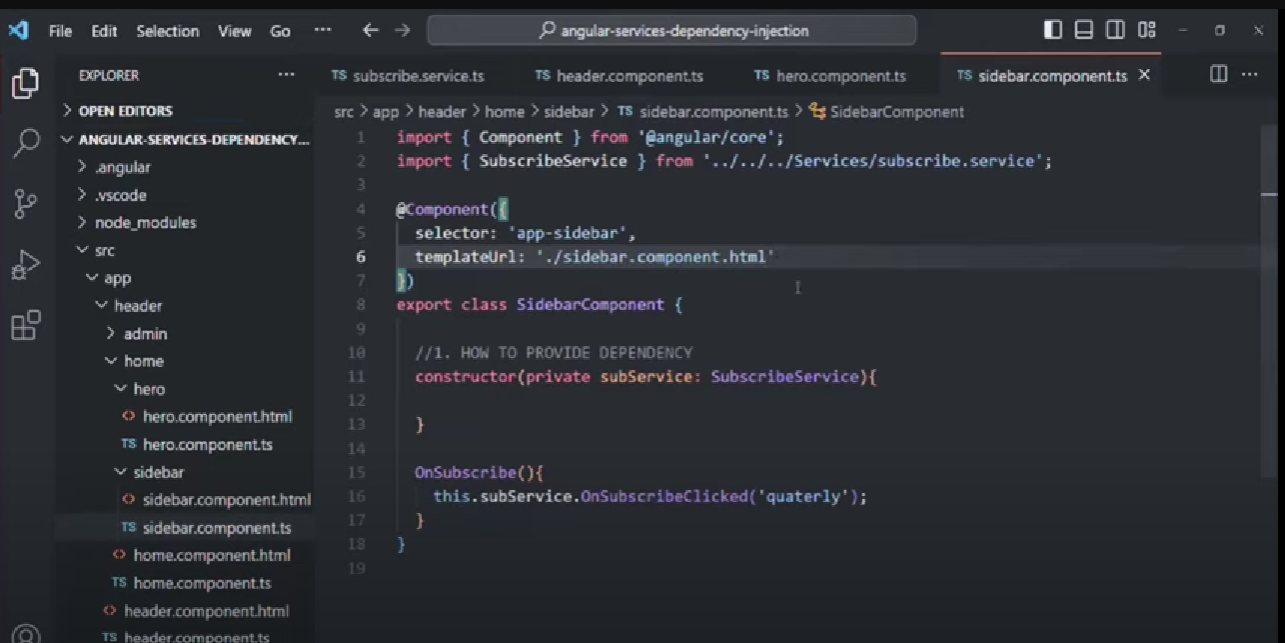 File Edit Selection View Go ··· angular-services-dependency-injection
EXPLORER ···
OPEN EDITORS
ANGULAR-SERVICES-DEPENDENCY...
.angular
.vscode
node_modules
src
app
header
admin
home
hero
<> hero.component.html
TS hero.component.ts
sidebar
<> sidebar.component.html
TS sidebar.component.ts
<> home.component.html
TS home.component.ts
<> header.component.html
TS header.component.ts
TS subscribe.service.ts TS header.component.ts TS hero.component.ts TS sidebar.component.ts ···
src > app > header > home > sidebar > TS sidebar.component.ts > SidebarComponent
1 import { Component } from '@angular/core';
2 import { SubscribeService } from '../../../Services/subscribe.service';
3
4 @Component({
5 selector: 'app-sidebar',
6 templateUrl: './sidebar.component.html'
7 })
8 export class SidebarComponent {
9
10 //1. HOW TO PROVIDE DEPENDENCY
11 constructor(private subService: SubscribeService){
12
13 }
14
15 OnSubscribe(){
16 this.subService.OnSubscribeClicked('quaterly');
17 }
18 }
19